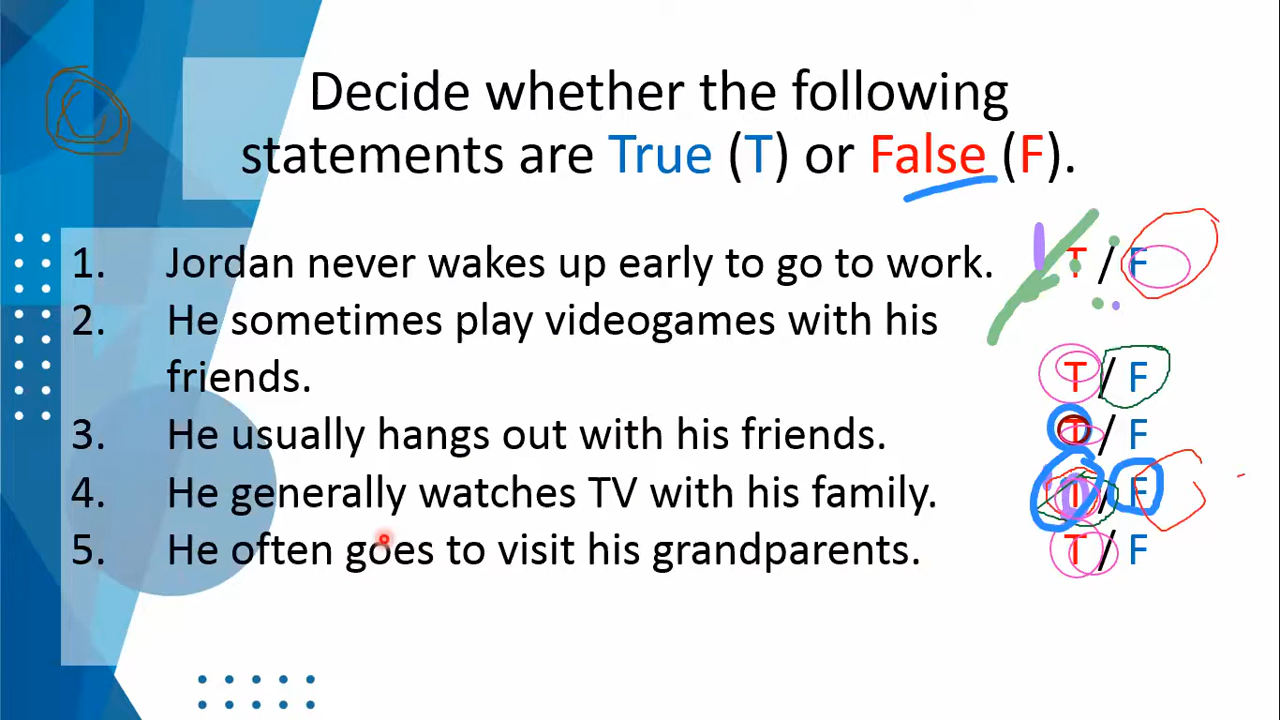 Decide whether the following
statements are True (T) or False (F).
1. Jordan never wakes up early to go to work. T / F
2. He sometimes play videogames with his
friends. T / F
3. He usually hangs out with his friends. T / F
4. He generally watches TV with his family. T / F
5. He often goes to visit his grandparents. T / F